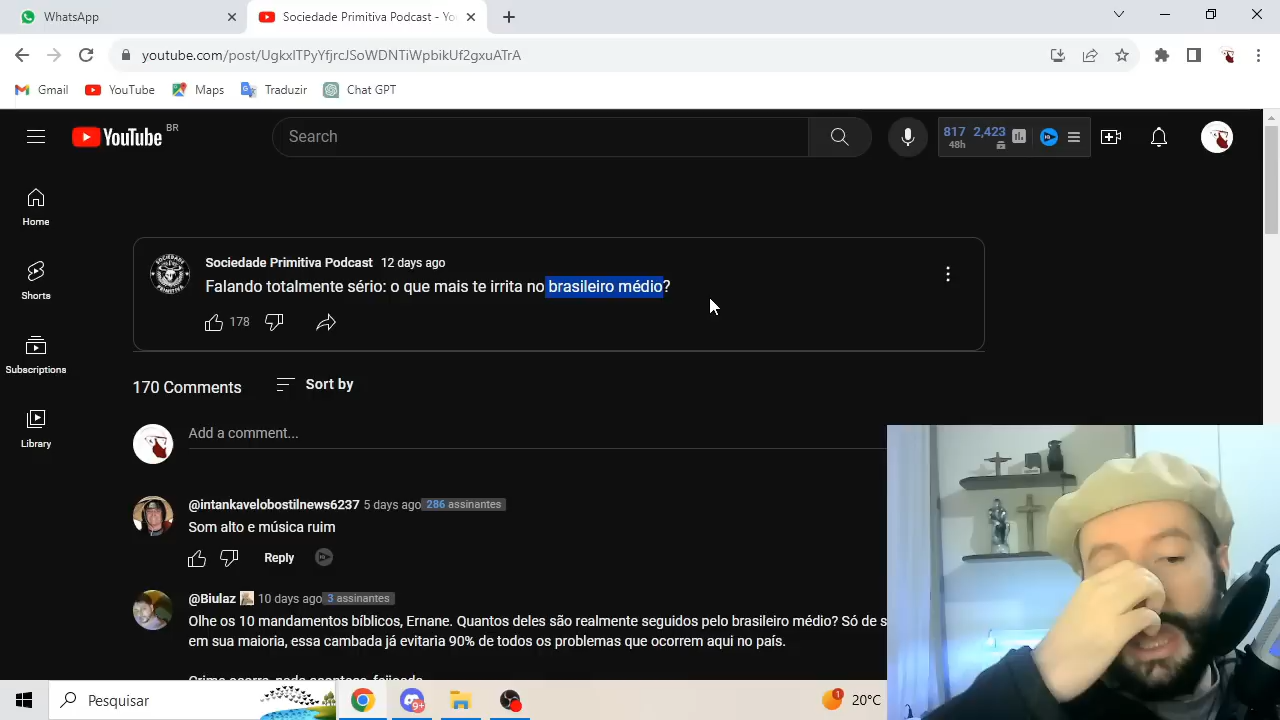 WhatsApp
Sociedade Primitiva Podcast - Yo
youtube.com/post/UgkxlTPyYfjrcJSoWDNTiWpbikUf2gxuATrA
Gmail YouTube Maps Traduzir Chat GPT
YouTube BR
Search
817 2,423
48h
Home
Shorts
Subscriptions
Library
Sociedade Primitiva Podcast 12 days ago
Falando totalmente sério: o que mais te irrita no brasileiro médio?
178
170 Comments Sort by
Add a comment...
@intankavelobostilnews6237 5 days ago 286 assinantes
Som alto e música ruim
Reply
@Biulaz 10 days ago 3 assinantes
Olhe os 10 mandamentos bíblicos, Ernane. Quantos deles são realmente seguidos pelo brasileiro médio? Só de s
em sua maioria, essa cambada já evitaria 90% de todos os problemas que ocorrem aqui no país.
Pesquisar
9+
1
20°C